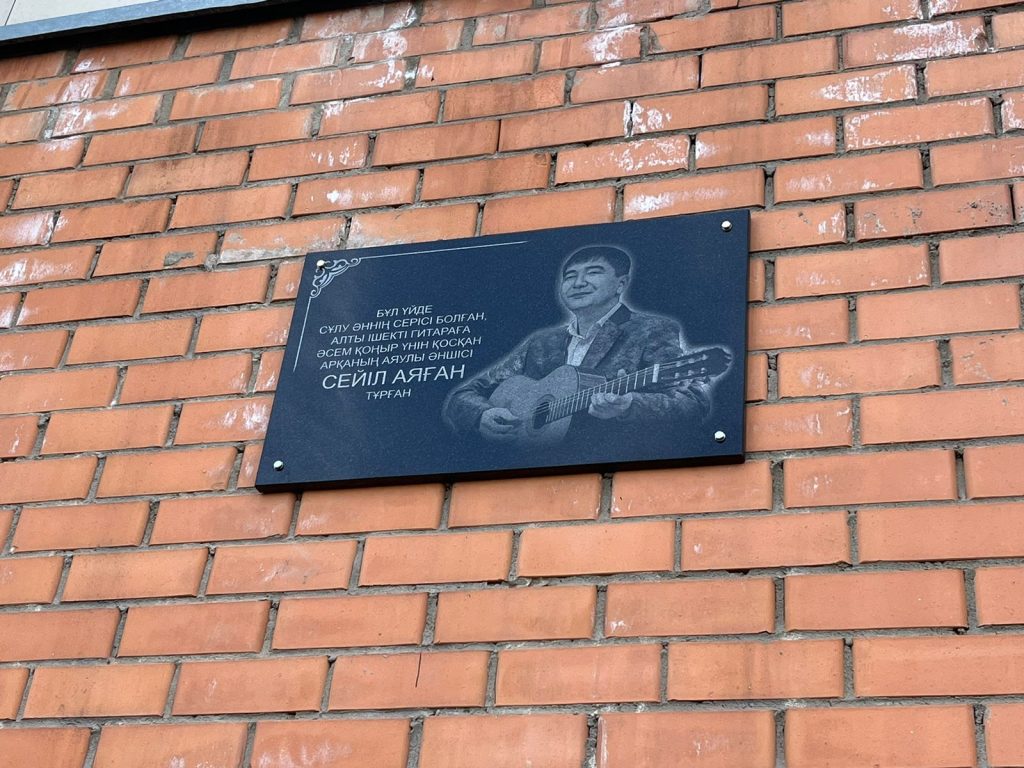 БҰЛ ҮЙДЕ
СҰЛУ ӘННІҢ СЕРІСІ БОЛҒАН,
АЛТЫ ІШЕКТІ ГИТАРАҒА
ӘСЕМ ҚОҢЫР ҮНІН ҚОСҚАН
АРҚАНЫҢ АЯУЛЫ ӘНШІСІ
СЕЙІЛ АЯҒАН
ТҰРҒАН